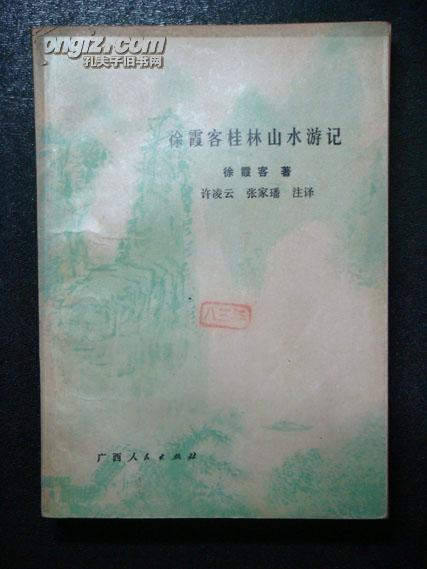 ongfz.com
孔夫子旧书网
徐霞客桂林山水游记
徐霞客 著
许凌云 张家璠 注译
广西人民出版社